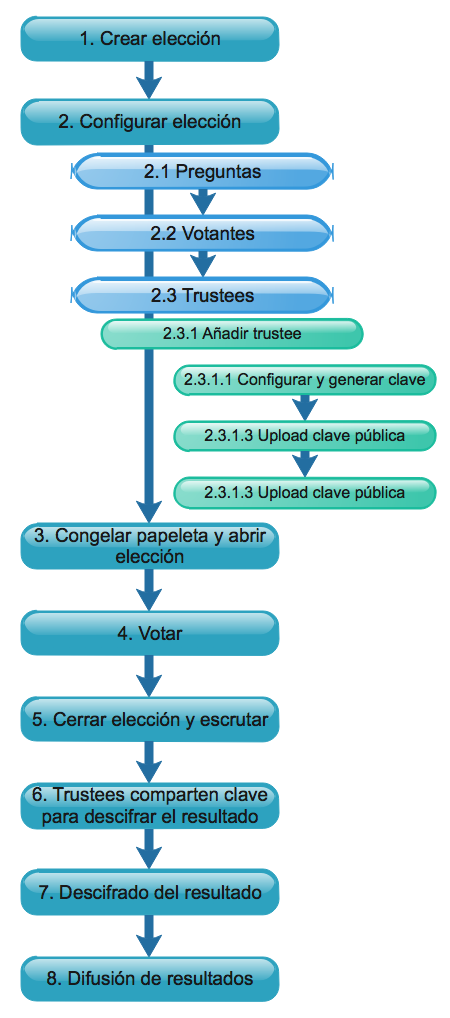 1. Crear elección
2. Configurar elección
2.1 Preguntas
2.2 Votantes
2.3 Trustees
2.3.1 Añadir trustee
2.3.1.1 Configurar y generar clave
2.3.1.3 Upload clave pública
2.3.1.3 Upload clave pública
3. Congelar papeleta y abrir
elección
4. Votar
5. Cerrar elección y escrutar
6. Trustees comparten clave
para descifrar el resultado
7. Descifrado del resultado
8. Difusión de resultados